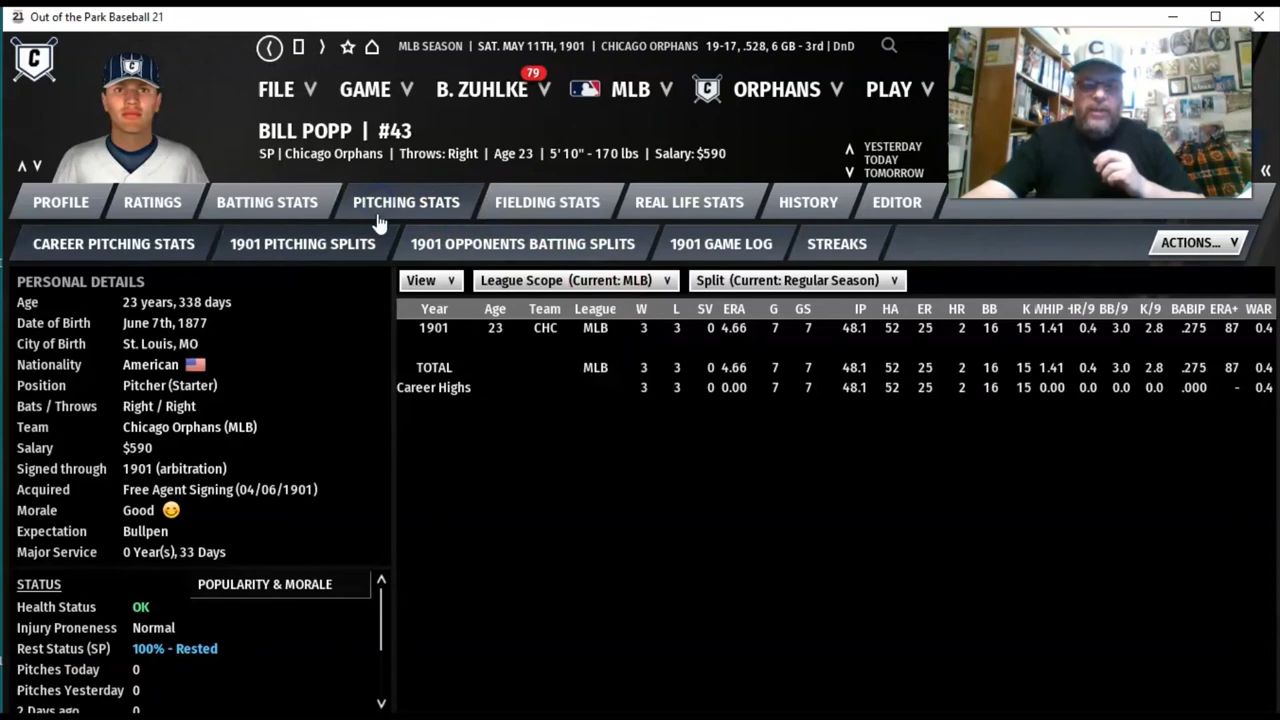 21 Out of the Park Baseball 21
MLB SEASON | SAT. MAY 11TH, 1901 | CHICAGO ORPHANS 19-17, .528, 6 GB - 3rd | DnD
FILE GAME B. ZUHLKE 79 MLB ORPHANS PLAY
BILL POPP | #43
SP | Chicago Orphans | Throws: Right | Age 23 | 5' 10" - 170 lbs | Salary: $590
YESTERDAY
TODAY
TOMORROW
PROFILE RATINGS BATTING STATS PITCHING STATS FIELDING STATS REAL LIFE STATS HISTORY EDITOR
CAREER PITCHING STATS 1901 PITCHING SPLITS 1901 OPPONENTS BATTING SPLITS 1901 GAME LOG STREAKS ACTIONS...
PERSONAL DETAILS
Age 23 years, 338 days
Date of Birth June 7th, 1877
City of Birth St. Louis, MO
Nationality American
Position Pitcher (Starter)
Bats / Throws Right / Right
Team Chicago Orphans (MLB)
Salary $590
Signed through 1901 (arbitration)
Acquired Free Agent Signing (04/06/1901)
Morale Good
Expectation Bullpen
Major Service 0 Year(s), 33 Days
STATUS POPULARITY & MORALE
Health Status OK
Injury Proneness Normal
Rest Status (SP) 100% - Rested
Pitches Today 0
Pitches Yesterday 0
2 Days ago 0
View League Scope (Current: MLB) Split (Current: Regular Season)
Year Age Team League W L SV ERA G GS IP HA ER HR BB K WHIP HR/9 BB/9 K/9 BABIP ERA+ WAR
1901 23 CHC MLB 3 3 0 4.66 7 7 48.1 52 25 2 16 15 1.41 0.4 3.0 2.8 .275 87 0.4
TOTAL MLB 3 3 0 4.66 7 7 48.1 52 25 2 16 15 1.41 0.4 3.0 2.8 .275 87 0.4
Career Highs 3 3 0 0.00 7 7 48.1 52 25 2 16 15 0.00 0.0 0.0 0.0 .000 - 0.4